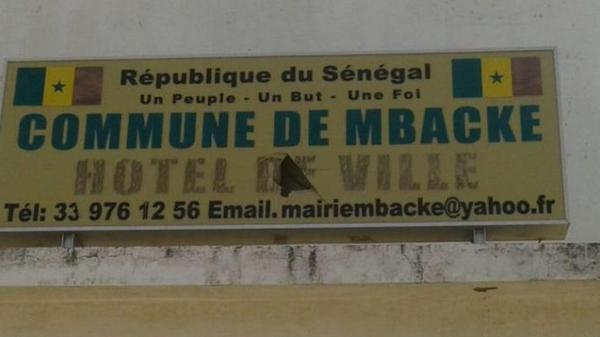 République du Sénégal
Un Peuple - Un But - Une Foi
COMMUNE DE MBACKE
HOTEL DE VILLE
Tél: 33 976 12 56 Email.mairiembacke@yahoo.fr